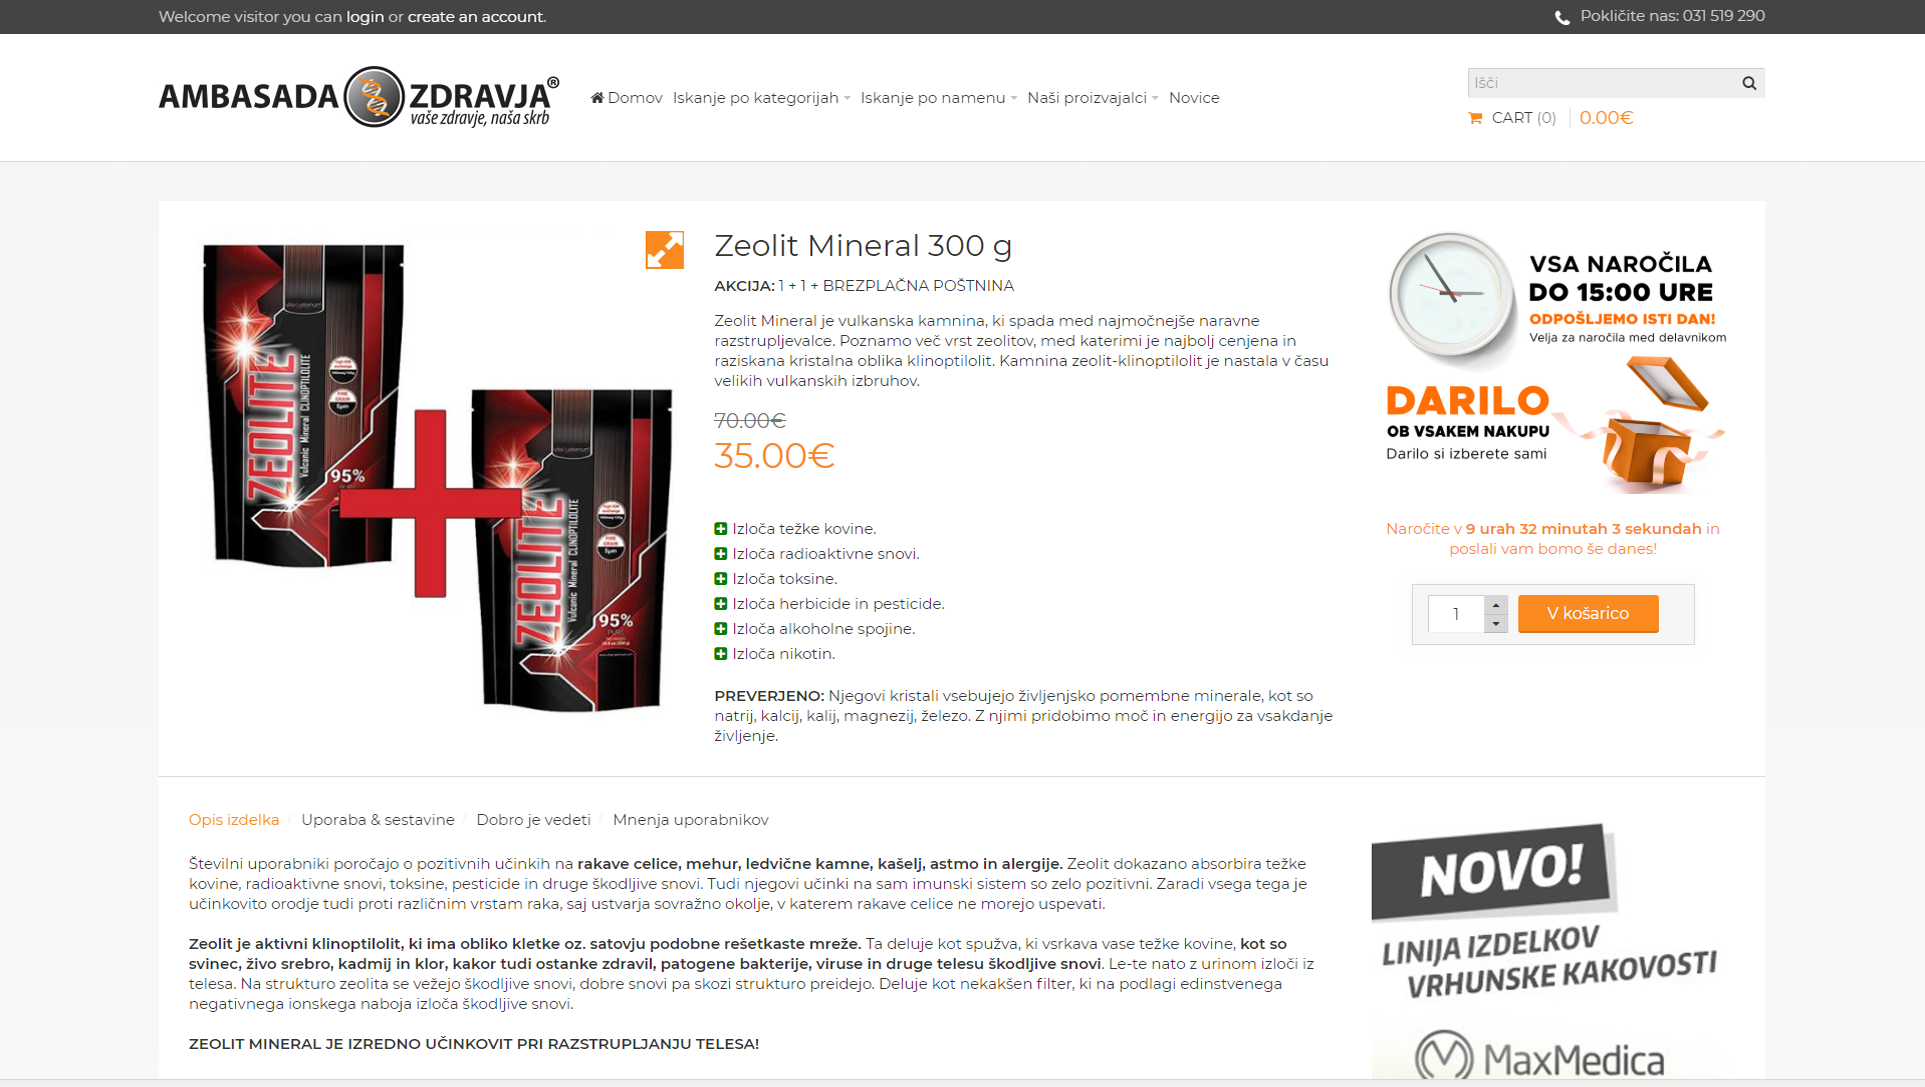 Welcome visitor you can login or create an account.
Pokličite nas: 031 519 290
AMBASADA ZDRAVJA®
vaše zdravje, naša skrb
Domov
Iskanje po kategorijah
Iskanje po namenu
Naši proizvajalci
Novice
Išči
CART (0)
0.00€
ZEOLITE
Vulcanic Mineral CLINOPTILOLITE
95%
ZEOLITE
Vulcanic Mineral CLINOPTILOLITE
95%
PURE
Zeolit Mineral 300 g
AKCIJA: 1 + 1 + BREZPLAČNA POŠTNINA
Zeolit Mineral je vulkanska kamnina, ki spada med najmočnejše naravne
razstrupljevalce. Poznamo več vrst zeolitov, med katerimi je najbolj cenjena in
raziskana kristalna oblika klinoptilolit. Kamnina zeolit-klinoptilolit je nastala v času
velikih vulkanskih izbruhov.
70.00€
35.00€
Izloča težke kovine.
Izloča radioaktivne snovi.
Izloča toksine.
Izloča herbicide in pesticide.
Izloča alkoholne spojine.
Izloča nikotin.
PREVERJENO: Njegovi kristali vsebujejo življenjsko pomembne minerale, kot so
natrij, kalcij, kalij, magnezij, železo. Z njimi pridobimo moč in energijo za vsakdanje
življenje.
VSA NAROČILA
DO 15:00 URE
ODPOŠLJEMO ISTI DAN!
Velja za naročila med delavnikom
DARILO
OB VSAKEM NAKUPU
Darilo si izberete sami
Naročite v 9 urah 32 minutah 3 sekundah in
poslali vam bomo še danes!
1
V košarico
Opis izdelka / Uporaba & sestavine / Dobro je vedeti / Mnenja uporabnikov
Številni uporabniki poročajo o pozitivnih učinkih na rakave celice, mehur, ledvične kamne, kašelj, astmo in alergije. Zeolit dokazano absorbira težke
kovine, radioaktivne snovi, toksine, pesticide in druge škodljive snovi. Tudi njegovi učinki na sam imunski sistem so zelo pozitivni. Zaradi vsega tega je
učinkovito orodje tudi proti različnim vrstam raka, saj ustvarja sovražno okolje, v katerem rakave celice ne morejo uspevati.
Zeolit je aktivni klinoptilolit, ki ima obliko kletke oz. satovju podobne rešetkaste mreže. Ta deluje kot spužva, ki vsrkava vase težke kovine, kot so
svinec, živo srebro, kadmij in klor, kakor tudi ostanke zdravil, patogene bakterije, viruse in druge telesu škodljive snovi. Le-te nato z urinom izloči iz
telesa. Na strukturo zeolita se vežejo škodljive snovi, dobre snovi pa skozi strukturo preidejo. Deluje kot nekakšen filter, ki na podlagi edinstvenega
negativnega ionskega naboja izloča škodljive snovi.
ZEOLIT MINERAL JE IZREDNO UČINKOVIT PRI RAZSTRUPLJANJU TELESA!
NOVO!
LINIJA IZDELKOV
VRHUNSKE KAKOVOSTI
MaxMedica